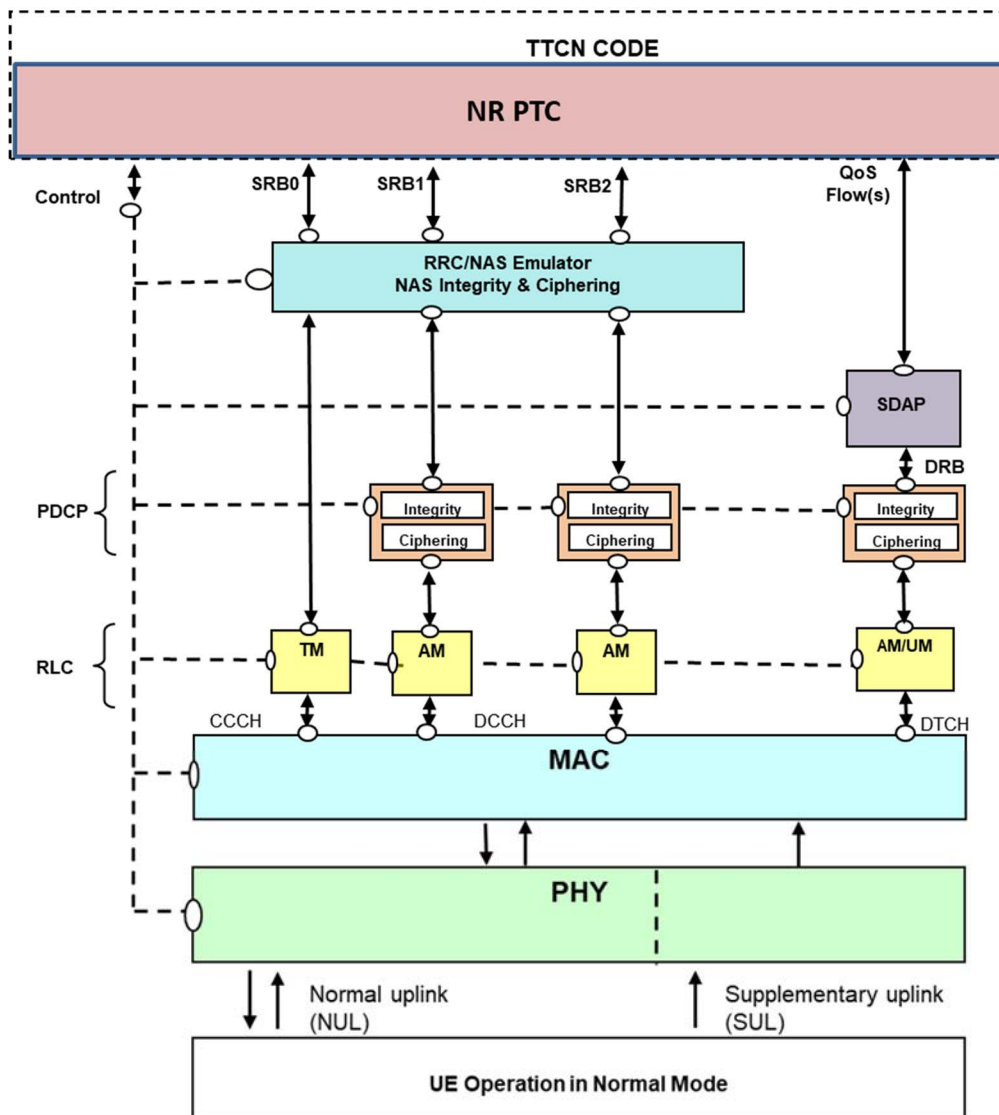 TTCN CODE
NR PTC
Control
SRB0
SRB1
SRB2
QoS
Flow(s)
RRC/NAS Emulator
NAS Integrity & Ciphering
SDAP
DRB
PDCP
Integrity
Ciphering
Integrity
Ciphering
Integrity
Ciphering
RLC
TM
AM
AM
AM/UM
CCCH
DCCH
DTCH
MAC
PHY
Normal uplink
(NUL)
Supplementary uplink
(SUL)
UE Operation in Normal Mode